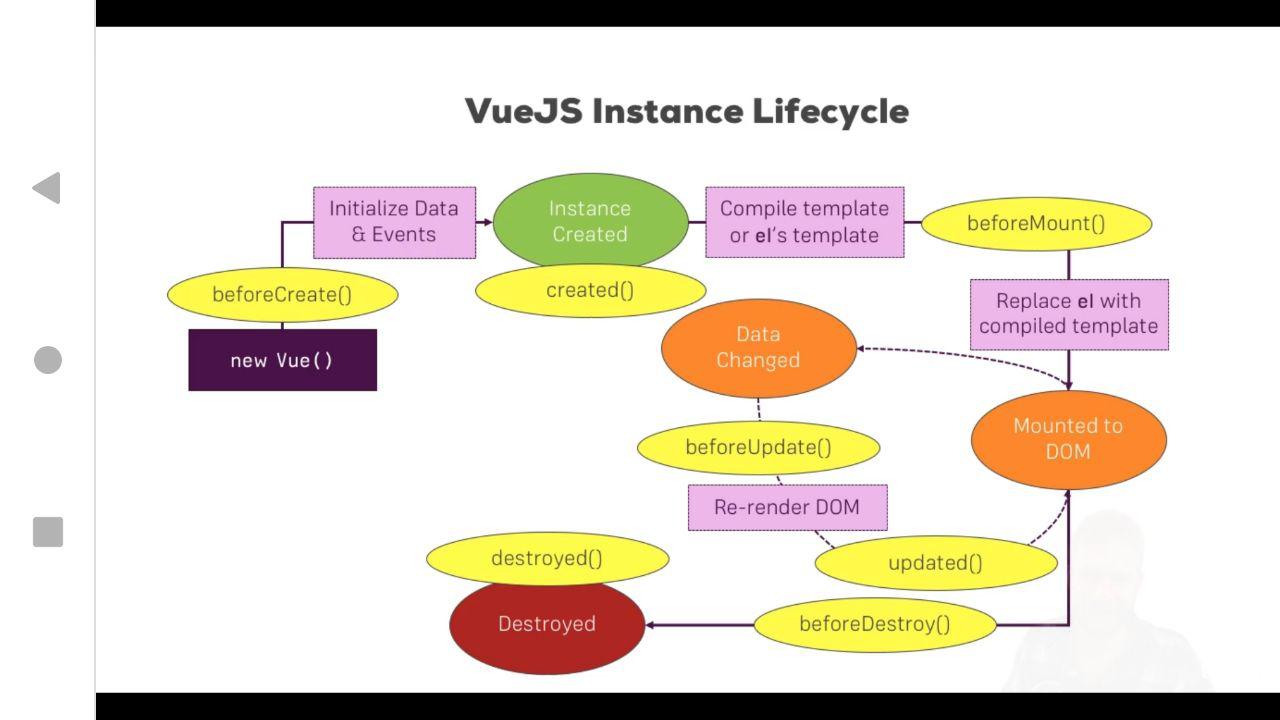 VueJS Instance Lifecycle
Initialize Data
& Events
Instance
Created
Compile template
or el's template
beforeMount()
beforeCreate()
created()
Replace el with
compiled template
new Vue()
Data
Changed
Mounted to
DOM
beforeUpdate()
Re-render DOM
destroyed()
updated()
Destroyed
beforeDestroy()